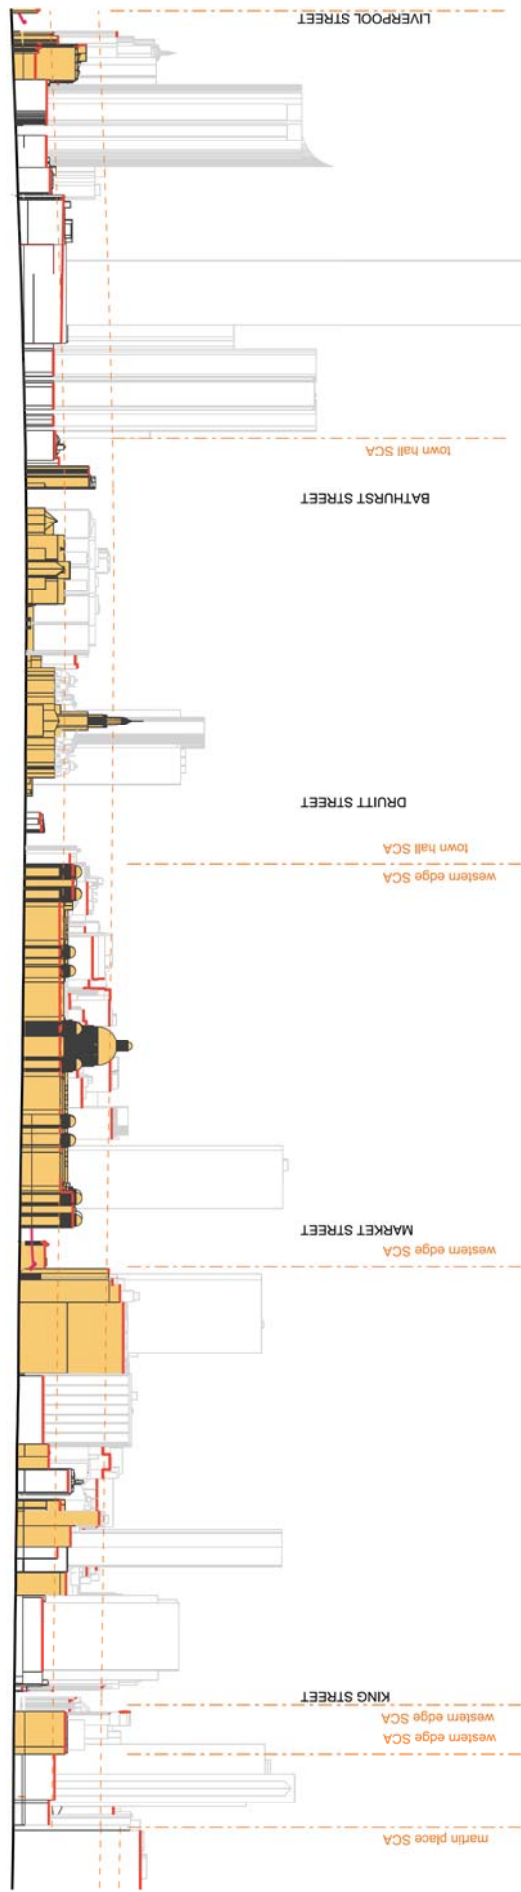 LIVERPOOL STREET
town hall SCA
BATHURST STREET
DRUITT STREET
town hall SCA
western edge SCA
MARKET STREET
western edge SCA
KING STREET
western edge SCA
western edge SCA
martin place SCA